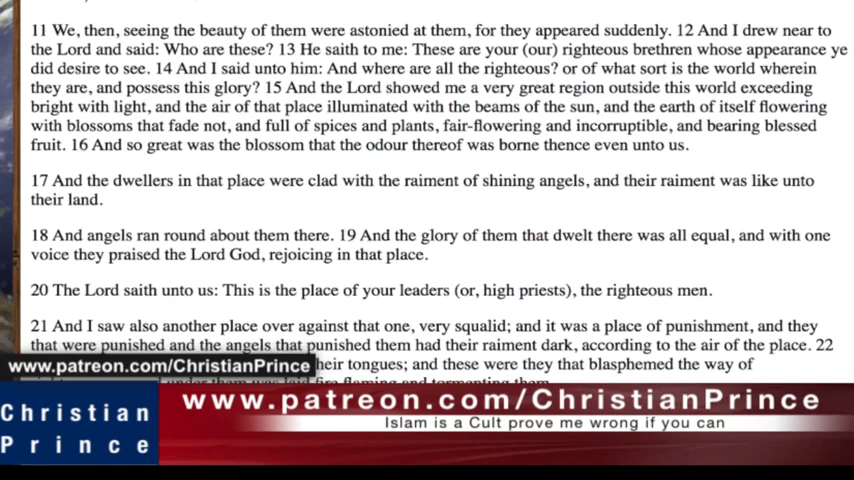 11 We, then, seeing the beauty of them were astonied at them, for they appeared suddenly. 12 And I drew near to
the Lord and said: Who are these? 13 He saith to me: These are your (our) righteous brethren whose appearance ye
did desire to see. 14 And I said unto him: And where are all the righteous? or of what sort is the world wherein
they are, and possess this glory? 15 And the Lord showed me a very great region outside this world exceeding
bright with light, and the air of that place illuminated with the beams of the sun, and the earth of itself flowering
with blossoms that fade not, and full of spices and plants, fair-flowering and incorruptible, and bearing blessed
fruit. 16 And so great was the blossom that the odour thereof was borne thence even unto us.
17 And the dwellers in that place were clad with the raiment of shining angels, and their raiment was like unto
their land.
18 And angels ran round about them there. 19 And the glory of them that dwelt there was all equal, and with one
voice they praised the Lord God, rejoicing in that place.
20 The Lord saith unto us: This is the place of your leaders (or, high priests), the righteous men.
21 And I saw also another place over against that one, very squalid; and it was a place of punishment, and they
that were punished and the angels that punished them had their raiment dark, according to the air of the place. 22
heir tongues; and these were they that blasphemed the way of
www.patreon.com/ChristianPrince
under them was laid fire flaming and tormenting them
www.patreon.com/ChristianPrince
Islam is a Cult prove me wrong if you can
Christian
Prince